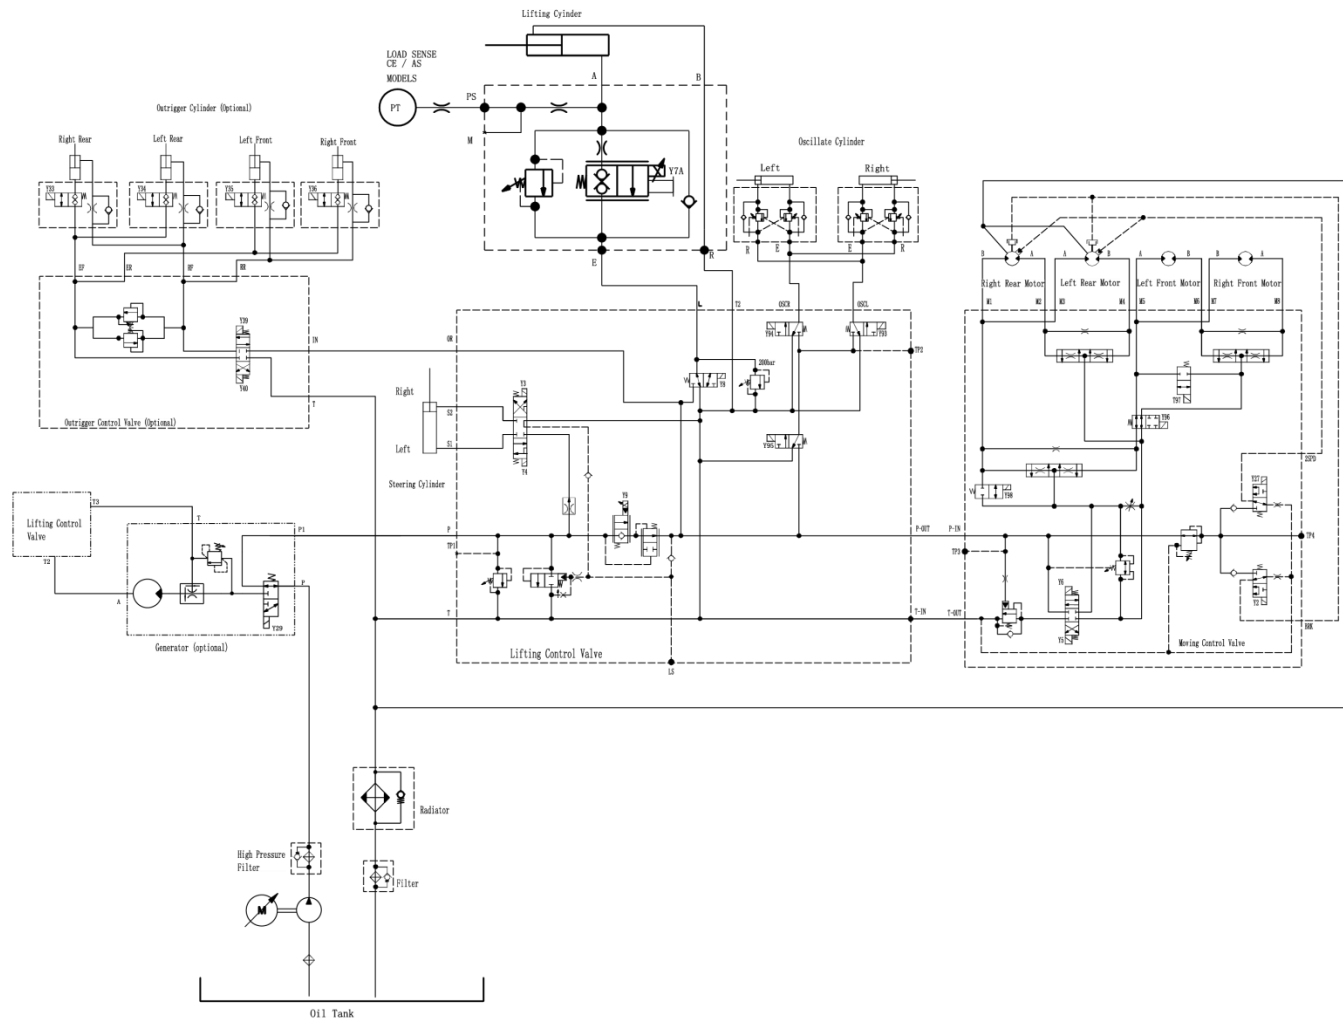 Lifting Cyinder
LOAD SENSE
CE / AS
MODELS
PT
PS
M
A
B
Y7A
E
R
Outrigger Cylinder (Optional)
Right Rear
Left Rear
Left Front
Right Front
Y33
Y34
Y35
Y36
EF
ER
RF
RR
Y39
Y40
IN
T
Outrigger Control Valve (Optional)
Oscillate Cylinder
Left
Right
R
E
E
R
L
T2
OSCR
OSCL
Y94
Y93
TP2
OR
200bar
Y8
Y3
Y4
Right
Left
S2
S1
Steering Cylinder
Y95
Y9
P
TP1
T
P-OUT
T-IN
LS
Lifting Control Valve
B
A
A
B
A
B
B
A
Right Rear Motor
Left Rear Motor
Left Front Motor
Right Front Motor
M1
M2
M3
M4
M5
M6
M7
M8
Y97
Y96
Y98
2SPD
Y27
P-IN
TP3
TP4
T-OUT
Y6
Y5
Y2
BRK
Moving Control Valve
Lifting Control
Valve
T3
T2
T
P1
P
A
Y29
Generator (optional)
Radiator
High Pressure
Filter
Filter
M
Oil Tank